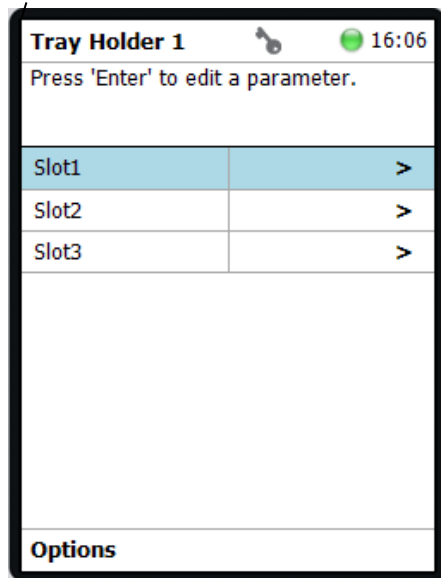 Tray Holder 1 16:06
Press 'Enter' to edit a parameter.
Slot1 >
Slot2 >
Slot3 >
Options